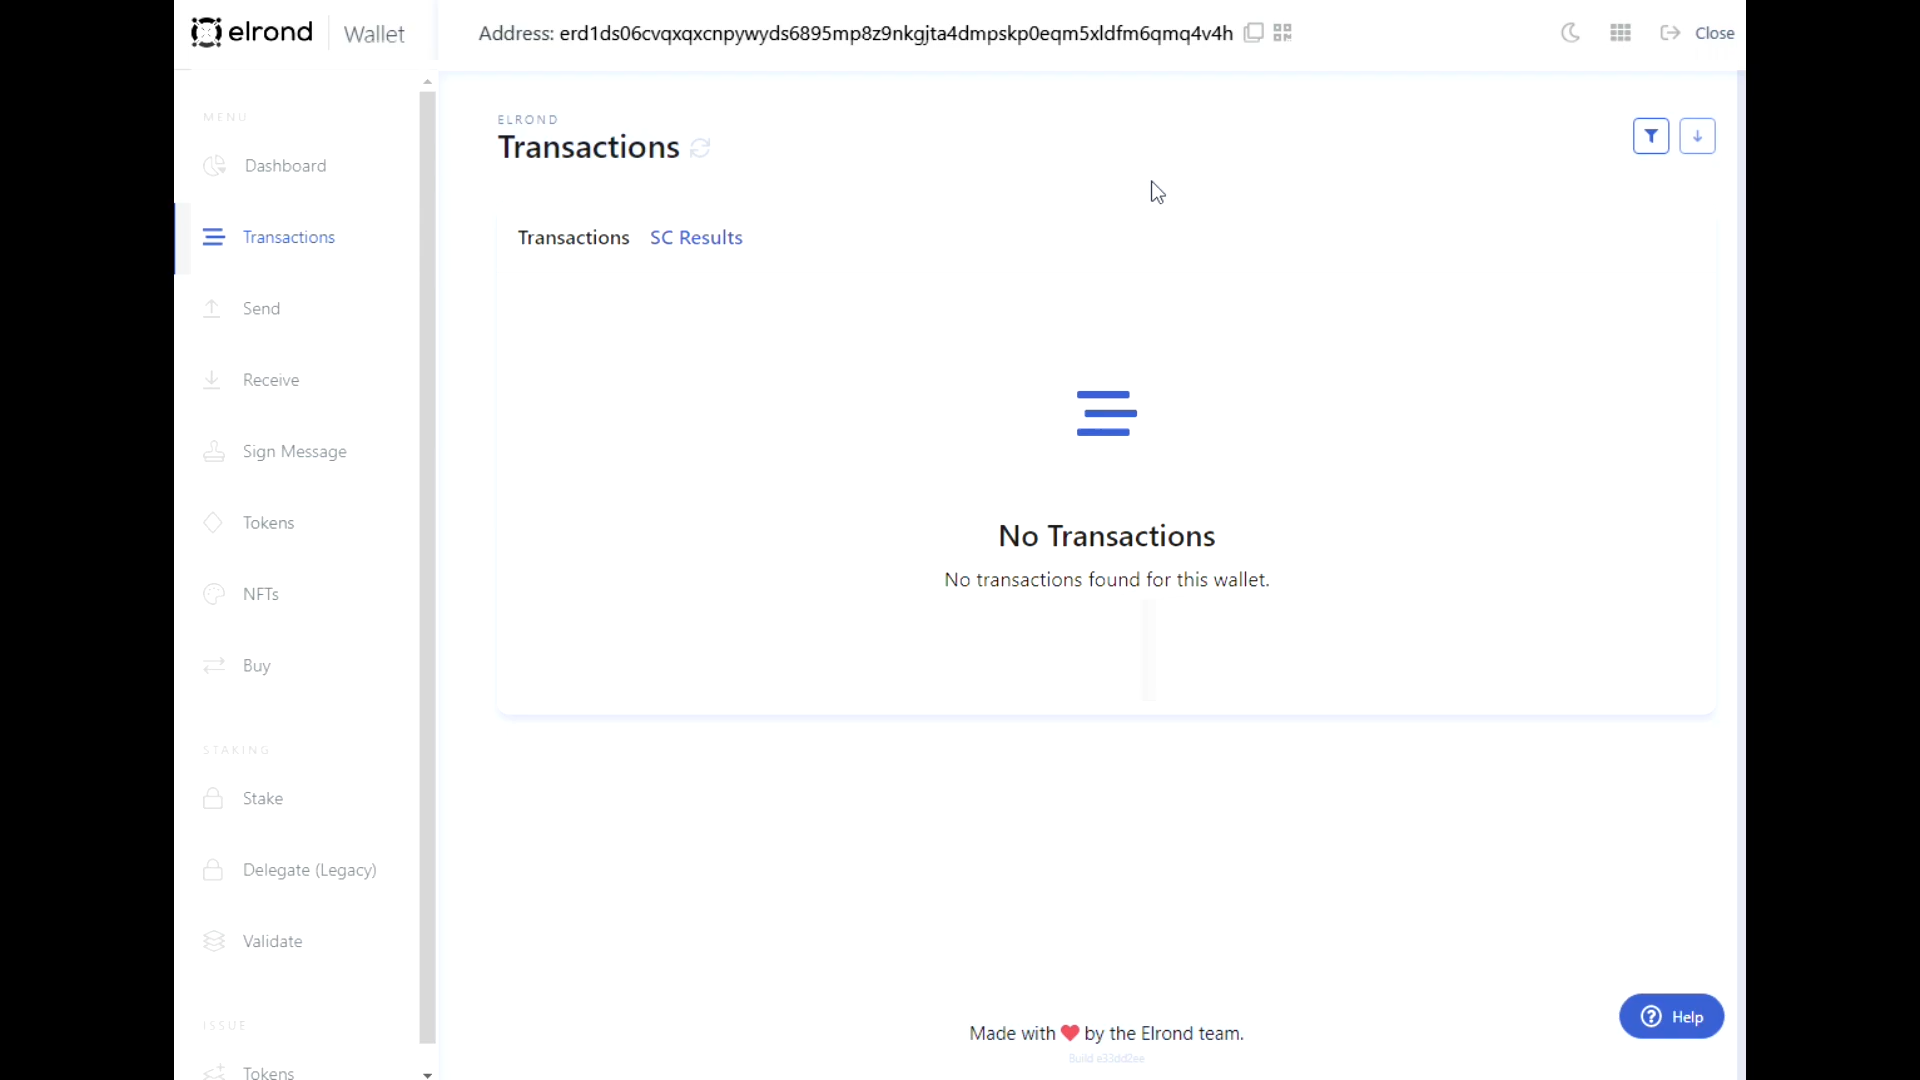 elrond Wallet
Address: erd1ds06cvqxqxcnpywyds6895mp8z9nkgjta4dmpskp0eqm5xldfm6qmq4v4h
Close
MENU
Dashboard
Transactions
Send
Receive
Sign Message
Tokens
NFTs
Buy
STAKING
Stake
Delegate (Legacy)
Validate
ISSUE
Tokens
ELROND
Transactions
Transactions SC Results
No Transactions
No transactions found for this wallet.
Made with ❤ by the Elrond team.
Build e33dd2ee
Help